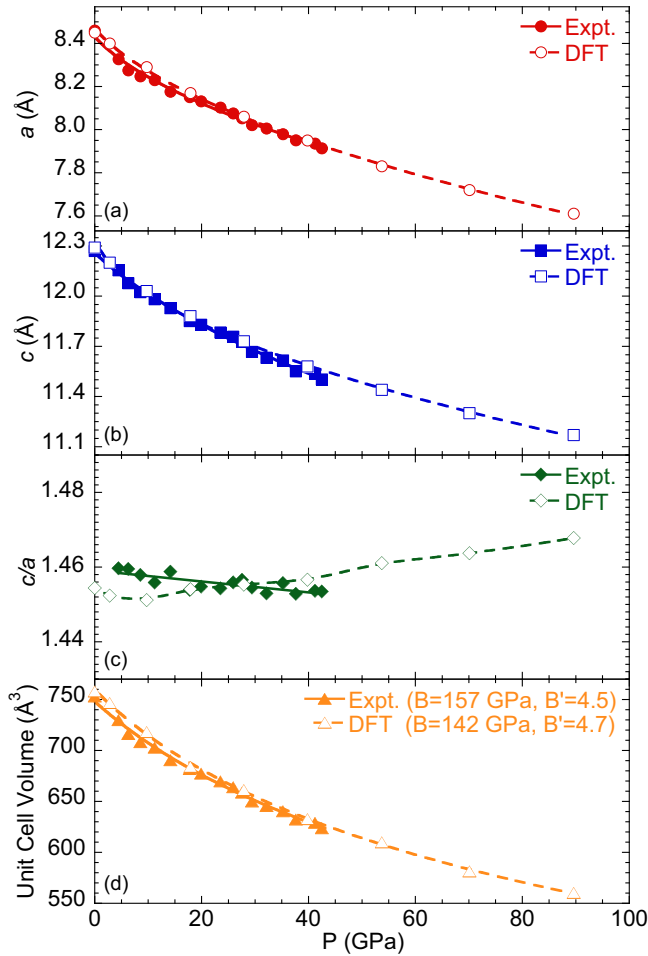 8.4
8.2
8.0
7.8
7.6
a (Å)
Expt.
DFT
(a)
12.3
12.0
11.7
11.4
11.1
c (Å)
Expt.
DFT
(b)
1.48
1.46
1.44
c/a
Expt.
DFT
(c)
750
700
650
600
550
Unit Cell Volume (Å³)
Expt. (B=157 GPa, B'=4.5)
DFT (B=142 GPa, B'=4.7)
(d)
0 20 40 60 80 100
P (GPa)